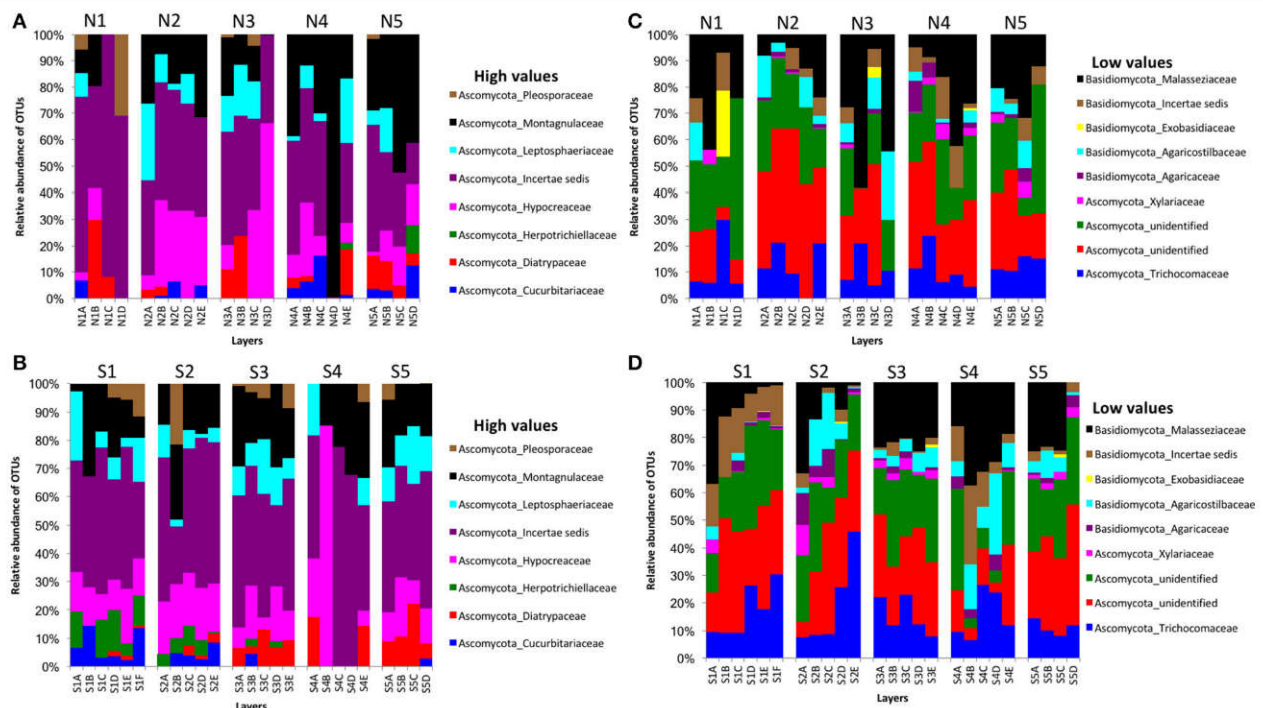 A
N1 N2 N3 N4 N5
100%
90%
80%
70%
60%
50%
40%
30%
20%
10%
0%
Relative abundance of OTUs
N1A N1B N1C N1D N2A N2B N2C N2D N2E N3A N3B N3C N3D N4A N4B N4C N4D N4E N5A N5B N5C N5D
Layers
High values
Ascomycota_Pleosporaceae
Ascomycota_Montagnulaceae
Ascomycota_Leptosphaeriaceae
Ascomycota_Incertae sedis
Ascomycota_Hypocreaceae
Ascomycota_Herpotrichiellaceae
Ascomycota_Diatrypaceae
Ascomycota_Cucurbitariaceae
C
N1 N2 N3 N4 N5
100%
90%
80%
70%
60%
50%
40%
30%
20%
10%
0%
Relative abundance of OTUs
N1A N1B N1C N1D N2A N2B N2C N2D N2E N3A N3B N3C N3D N4A N4B N4C N4D N4E N5A N5B N5C N5D
Layers
Low values
Basidiomycota_Malasseziaceae
Basidiomycota_Incertae sedis
Basidiomycota_Exobasidiaceae
Basidiomycota_Agaricostilbaceae
Basidiomycota_Agaricaceae
Ascomycota_Xylariaceae
Ascomycota_unidentified
Ascomycota_unidentified
Ascomycota_Trichocomaceae
B
S1 S2 S3 S4 S5
100%
90%
80%
70%
60%
50%
40%
30%
20%
10%
0%
Relative abundance of OTUs
S1A S1B S1C S1D S1E S1F S2A S2B S2C S2D S2E S3A S3B S3C S3D S3E S4A S4B S4C S4D S4E S5A S5B S5C S5D
Layers
High values
Ascomycota_Pleosporaceae
Ascomycota_Montagnulaceae
Ascomycota_Leptosphaeriaceae
Ascomycota_Incertae sedis
Ascomycota_Hypocreaceae
Ascomycota_Herpotrichiellaceae
Ascomycota_Diatrypaceae
Ascomycota_Cucurbitariaceae
D
S1 S2 S3 S4 S5
100%
90%
80%
70%
60%
50%
40%
30%
20%
10%
0%
Relative abundance of OTUs
S1A S1B S1C S1D S1E S1F S2A S2B S2C S2D S2E S3A S3B S3C S3D S3E S4A S4B S4C S4D S4E S5A S5B S5C S5D
Layers
Low values
Basidiomycota_Malasseziaceae
Basidiomycota_Incertae sedis
Basidiomycota_Exobasidiaceae
Basidiomycota_Agaricostilbaceae
Basidiomycota_Agaricaceae
Ascomycota_Xylariaceae
Ascomycota_unidentified
Ascomycota_unidentified
Ascomycota_Trichocomaceae